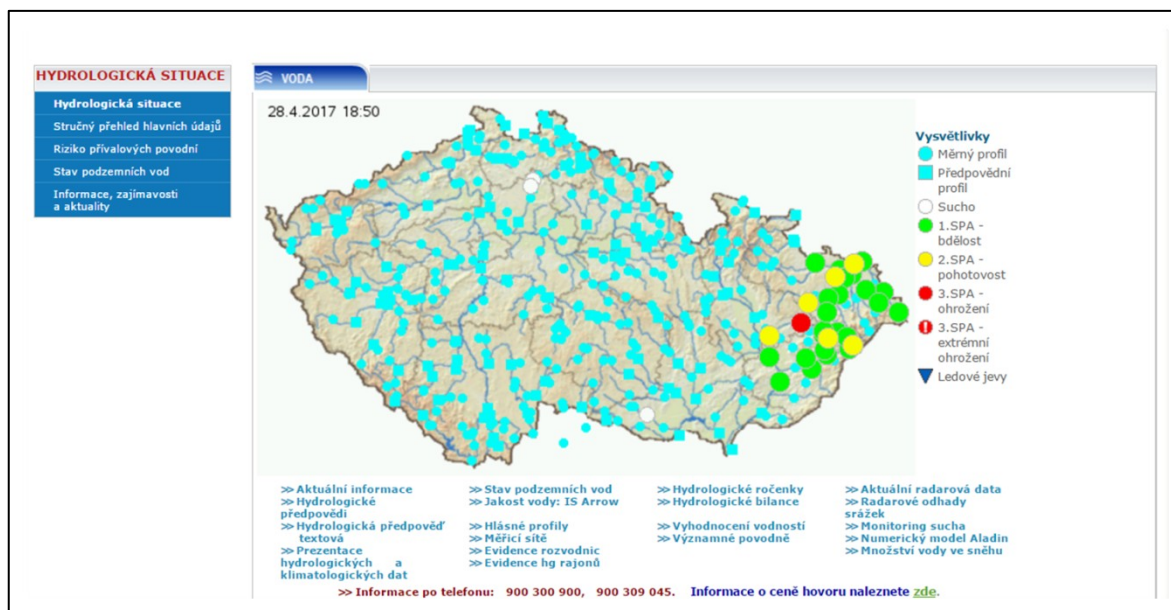 HYDROLOGICKÁ SITUACE
Hydrologická situace
Stručný přehled hlavních údajů
Riziko přívalových povodní
Stav podzemních vod
Informace, zajímavosti
a aktuality
VODA
28.4.2017 18:50
Vysvětlivky
Měrný profil
Předpovědní
profil
Sucho
1.SPA -
bdělost
2.SPA -
pohotovost
3.SPA -
ohrožení
3.SPA -
extrémní
ohrožení
Ledové jevy
>> Aktuální informace
>> Hydrologické
předpovědi
>> Hydrologická předpověď
textová
>> Prezentace
hydrologických a
klimatologických dat
>> Stav podzemních vod
>> Jakost vody: IS Arrow
>> Hlásné profily
>> Měřicí sítě
>> Evidence rozvodnic
>> Evidence hg rajonů
>> Hydrologické ročenky
>> Hydrologické bilance
>> Vyhodnocení vodností
>> Významné povodně
>> Aktuální radarová data
>> Radarové odhady
srážek
>> Monitoring sucha
>> Numerický model Aladin
>> Množství vody ve sněhu
>> Informace po telefonu: 900 300 900, 900 309 045. Informace o ceně hovoru naleznete zde.